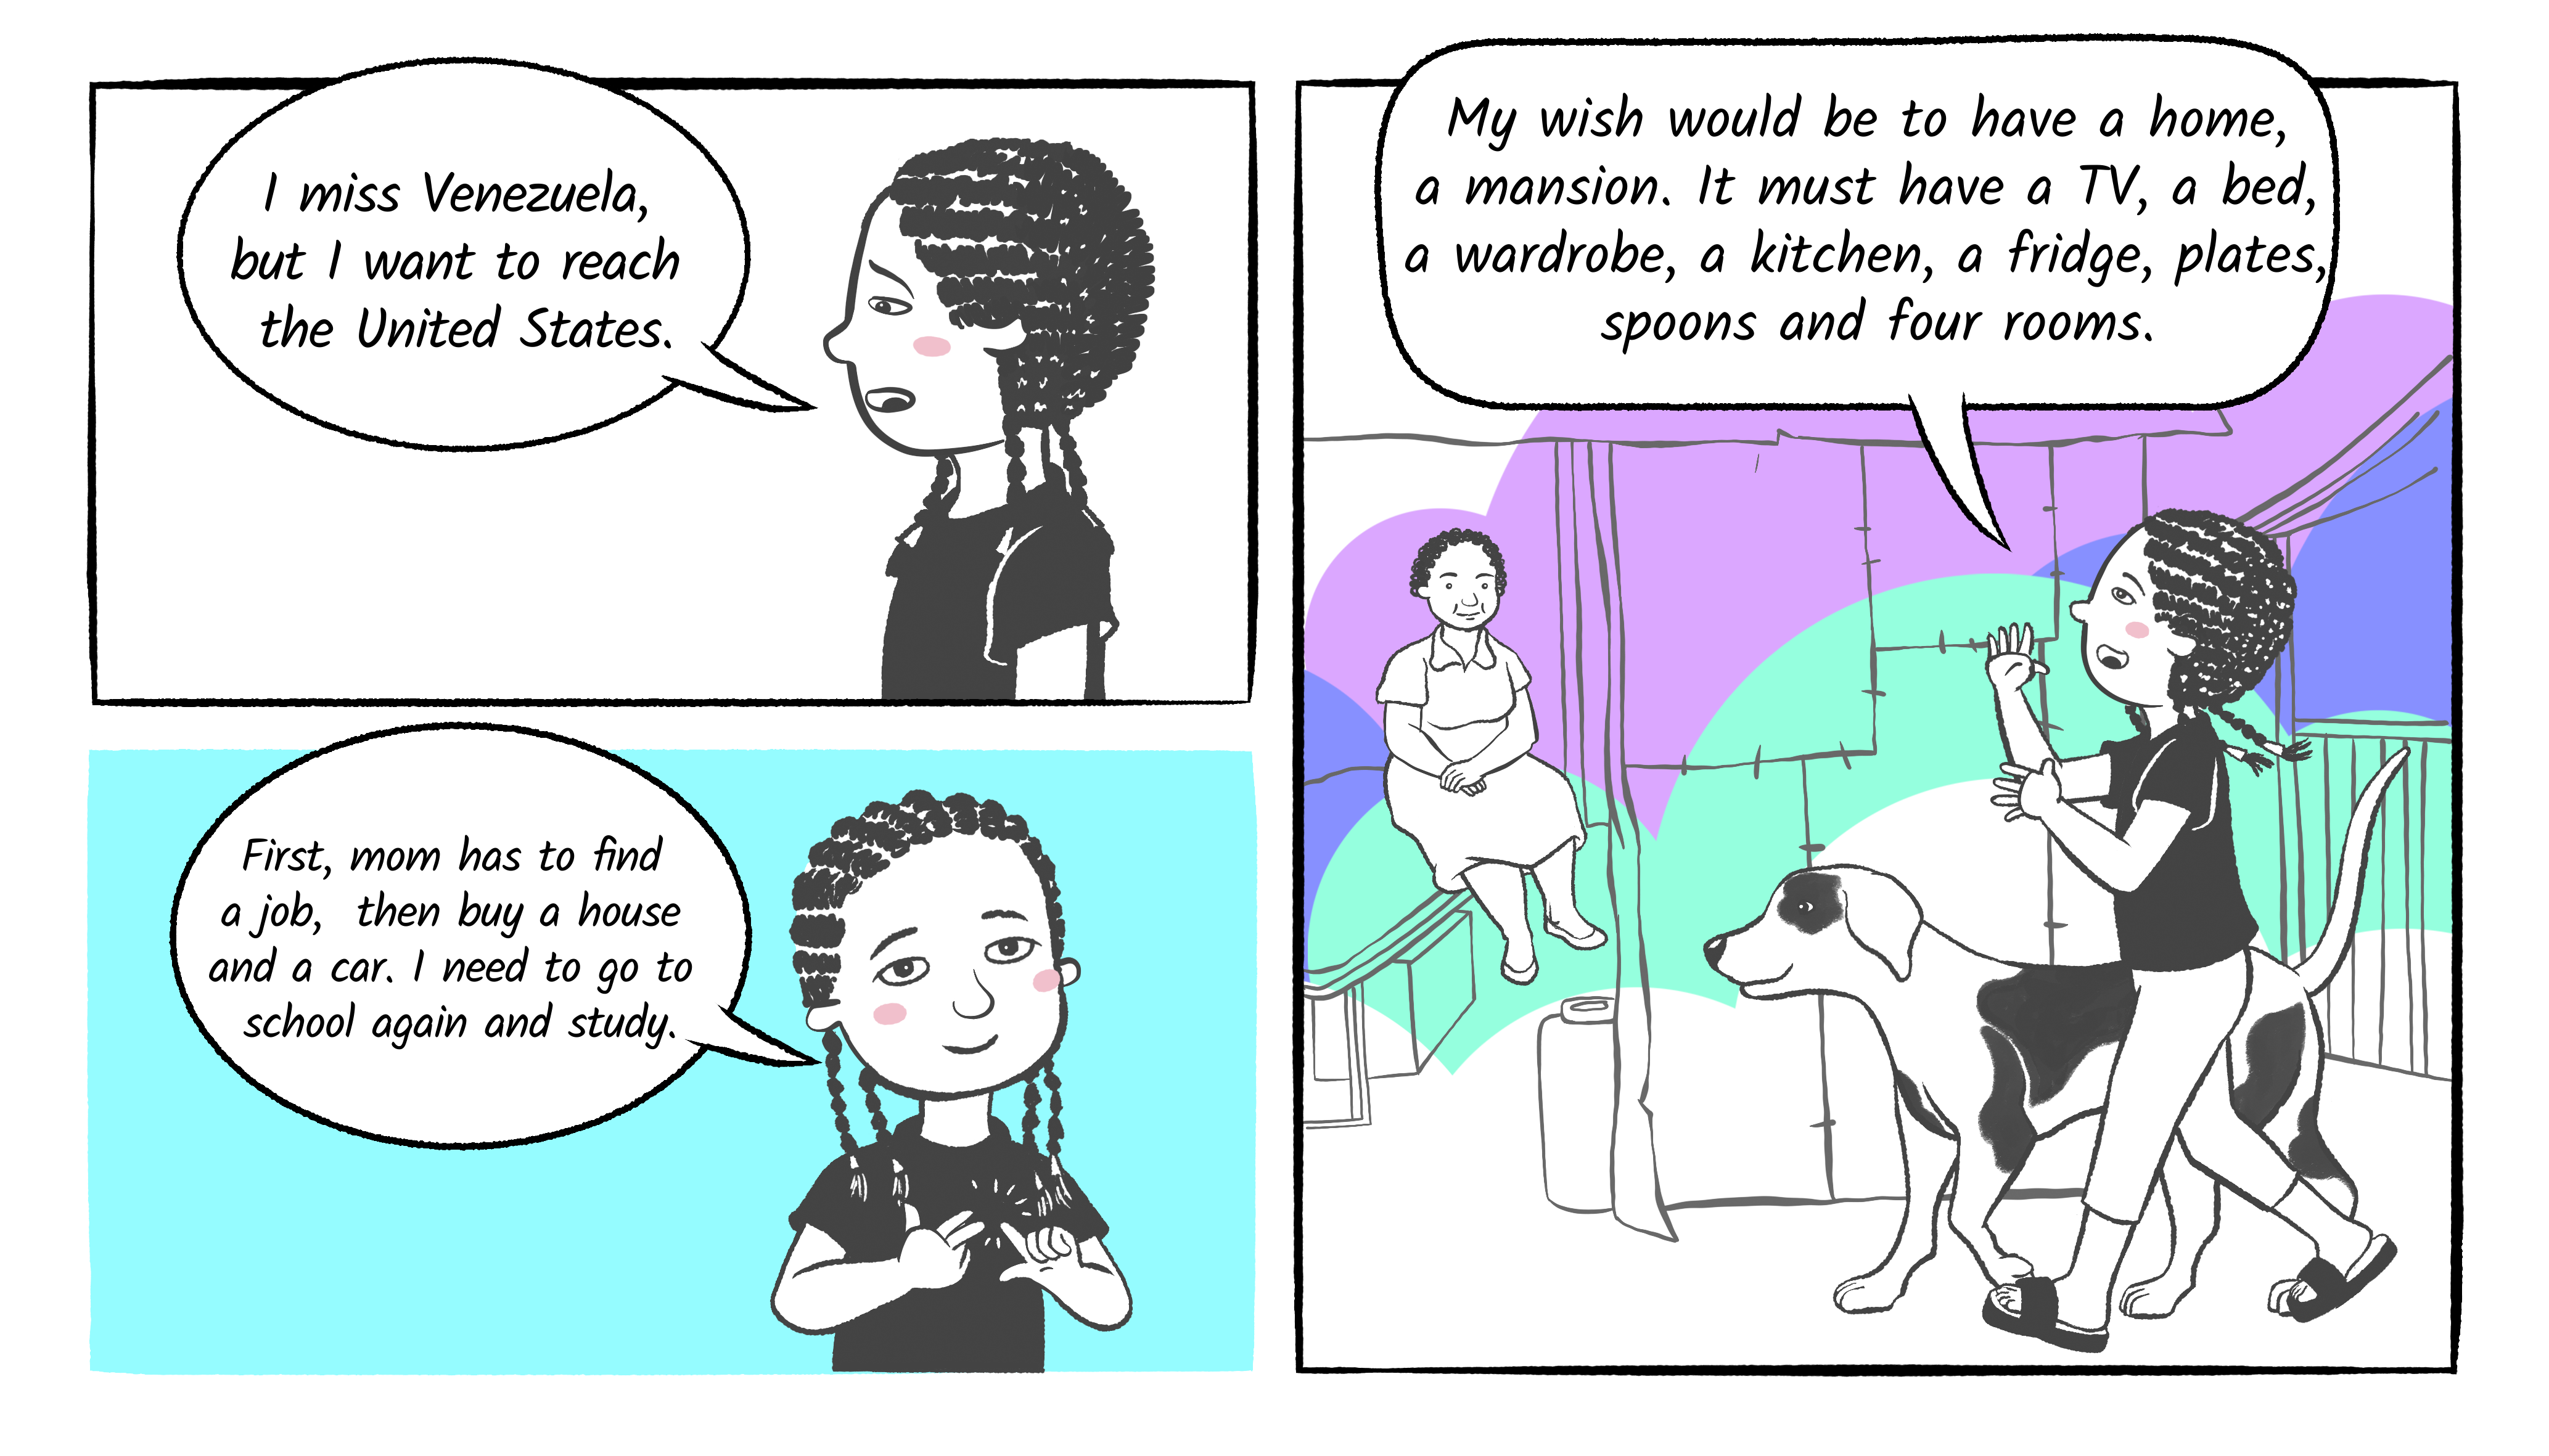 I miss Venezuela,
but I want to reach
the United States.
First, mom has to find
a job, then buy a house
and a car. I need to go to
school again and study.
My wish would be to have a home,
a mansion. It must have a TV, a bed,
a wardrobe, a kitchen, a fridge, plates,
spoons and four rooms.